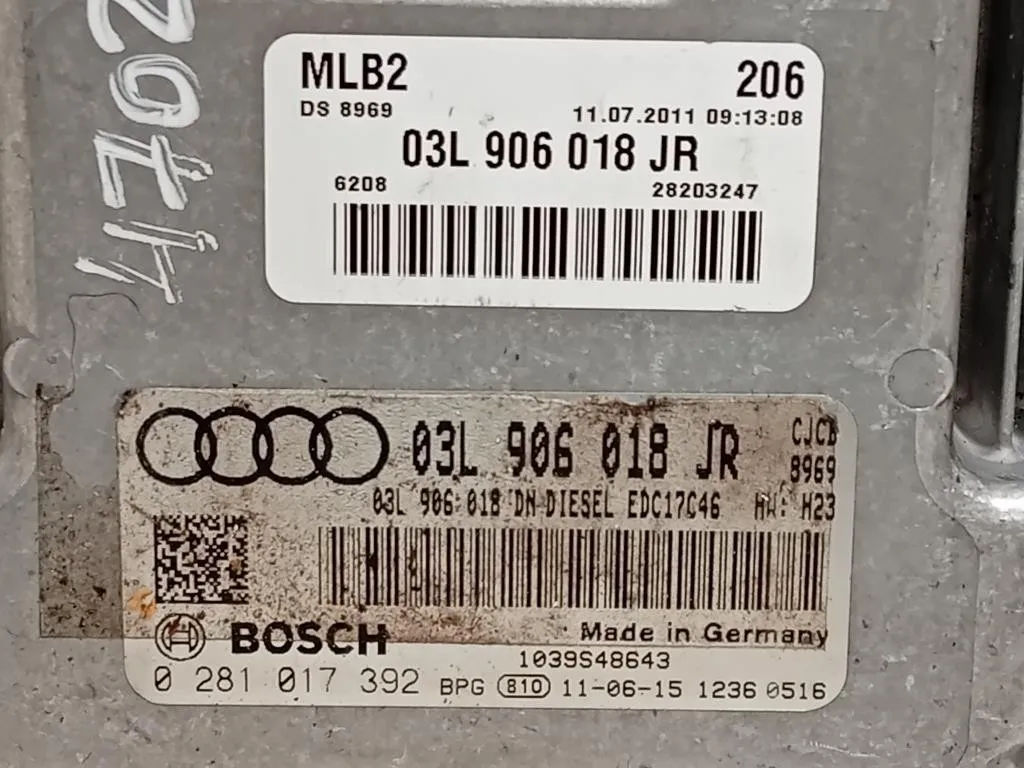 4702
MLB2 206
DS 8969 11.07.2011 09:13:08
03L 906 018 JR
6208 28203247
03L 906 018 JR CJCD
8969
03L 906 018 DN DIESEL EDC17C46 HW: H23
BOSCH Made in Germany
1039S48643
0 281 017 392 BPG 810 11-06-15 1236 0516